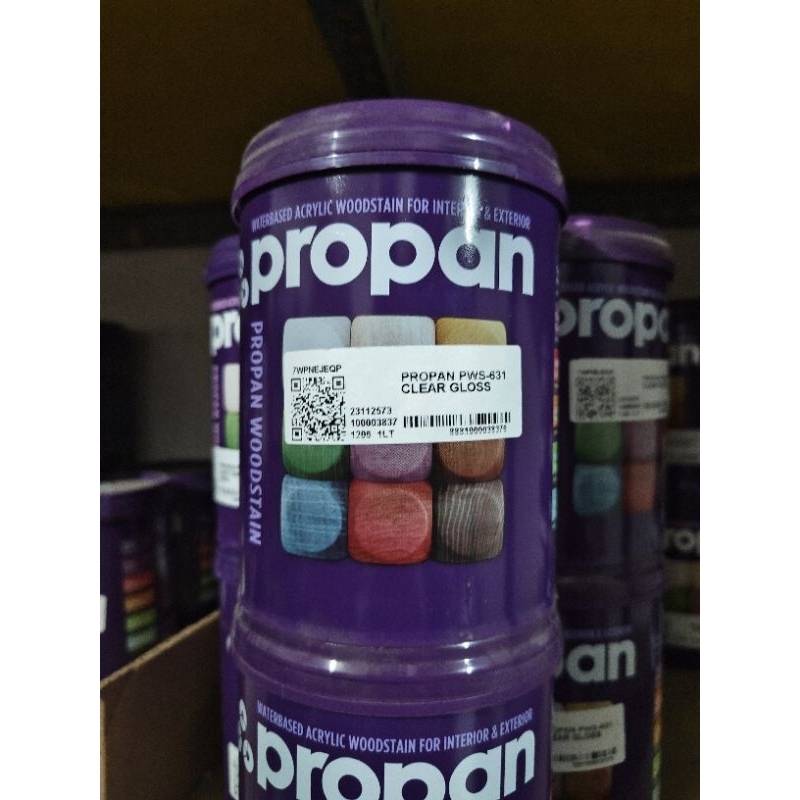 WATERBASED ACRYLIC WOODSTAIN FOR INTERIOR & EXTERIOR
propan
PROPAN WOODSTAIN
7WPNEJEQP
PROPAN PWS-631
CLEAR GLOSS
23112573
100003837
1295 1LT
propan
an
WATERBASED ACRYLIC WOODSTAIN FOR INTERIOR & EXTERIOR
propan